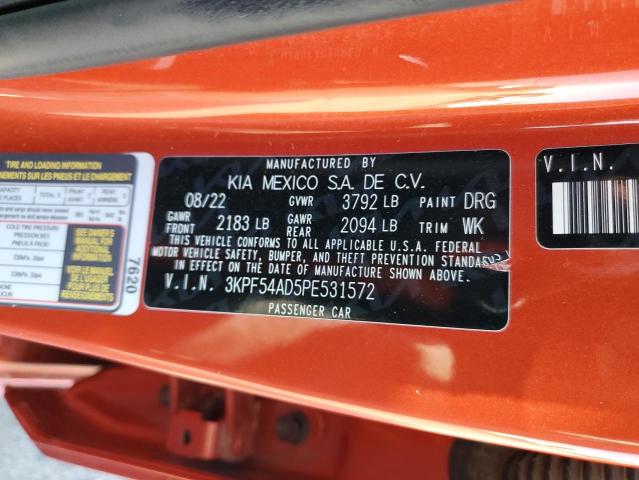 TIRE AND LOADING INFORMATION
SEE OWNER'S
MANUAL FOR
ADDITIONAL
INFORMATION
VOIR LE MANUEL
7620
MANUFACTURED BY
KIA MEXICO S.A. DE C.V.
08/22 GVWR 3792 LB PAINT DRG
GAWR FRONT 2183 LB GAWR REAR 2094 LB TRIM WK
THIS VEHICLE CONFORMS TO ALL APPLICABLE U.S.A. FEDERAL
MOTOR VEHICLE SAFETY, BUMPER, AND THEFT PREVENTION STANDARDS
IN EFFECT ON THE DATE OF MANUFACTURE SHOWN ABOVE.
V.I.N. 3KPF54AD5PE531572
PASSENGER CAR
V.I.N.